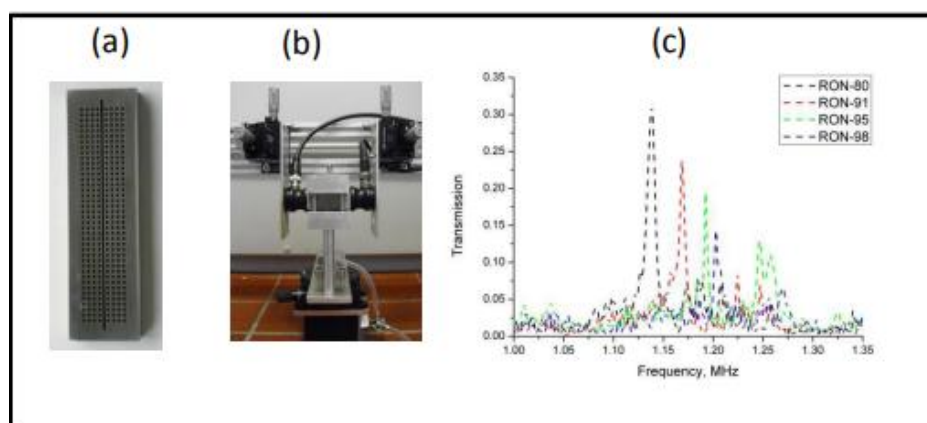 (a)
(b)
(c)
0.35
0.30
0.25
0.20
0.15
0.10
0.05
0.00
Transmission
RON-80
RON-91
RON-95
RON-98
1.00 1.05 1.10 1.15 1.20 1.25 1.30 1.35
Frequency, MHz